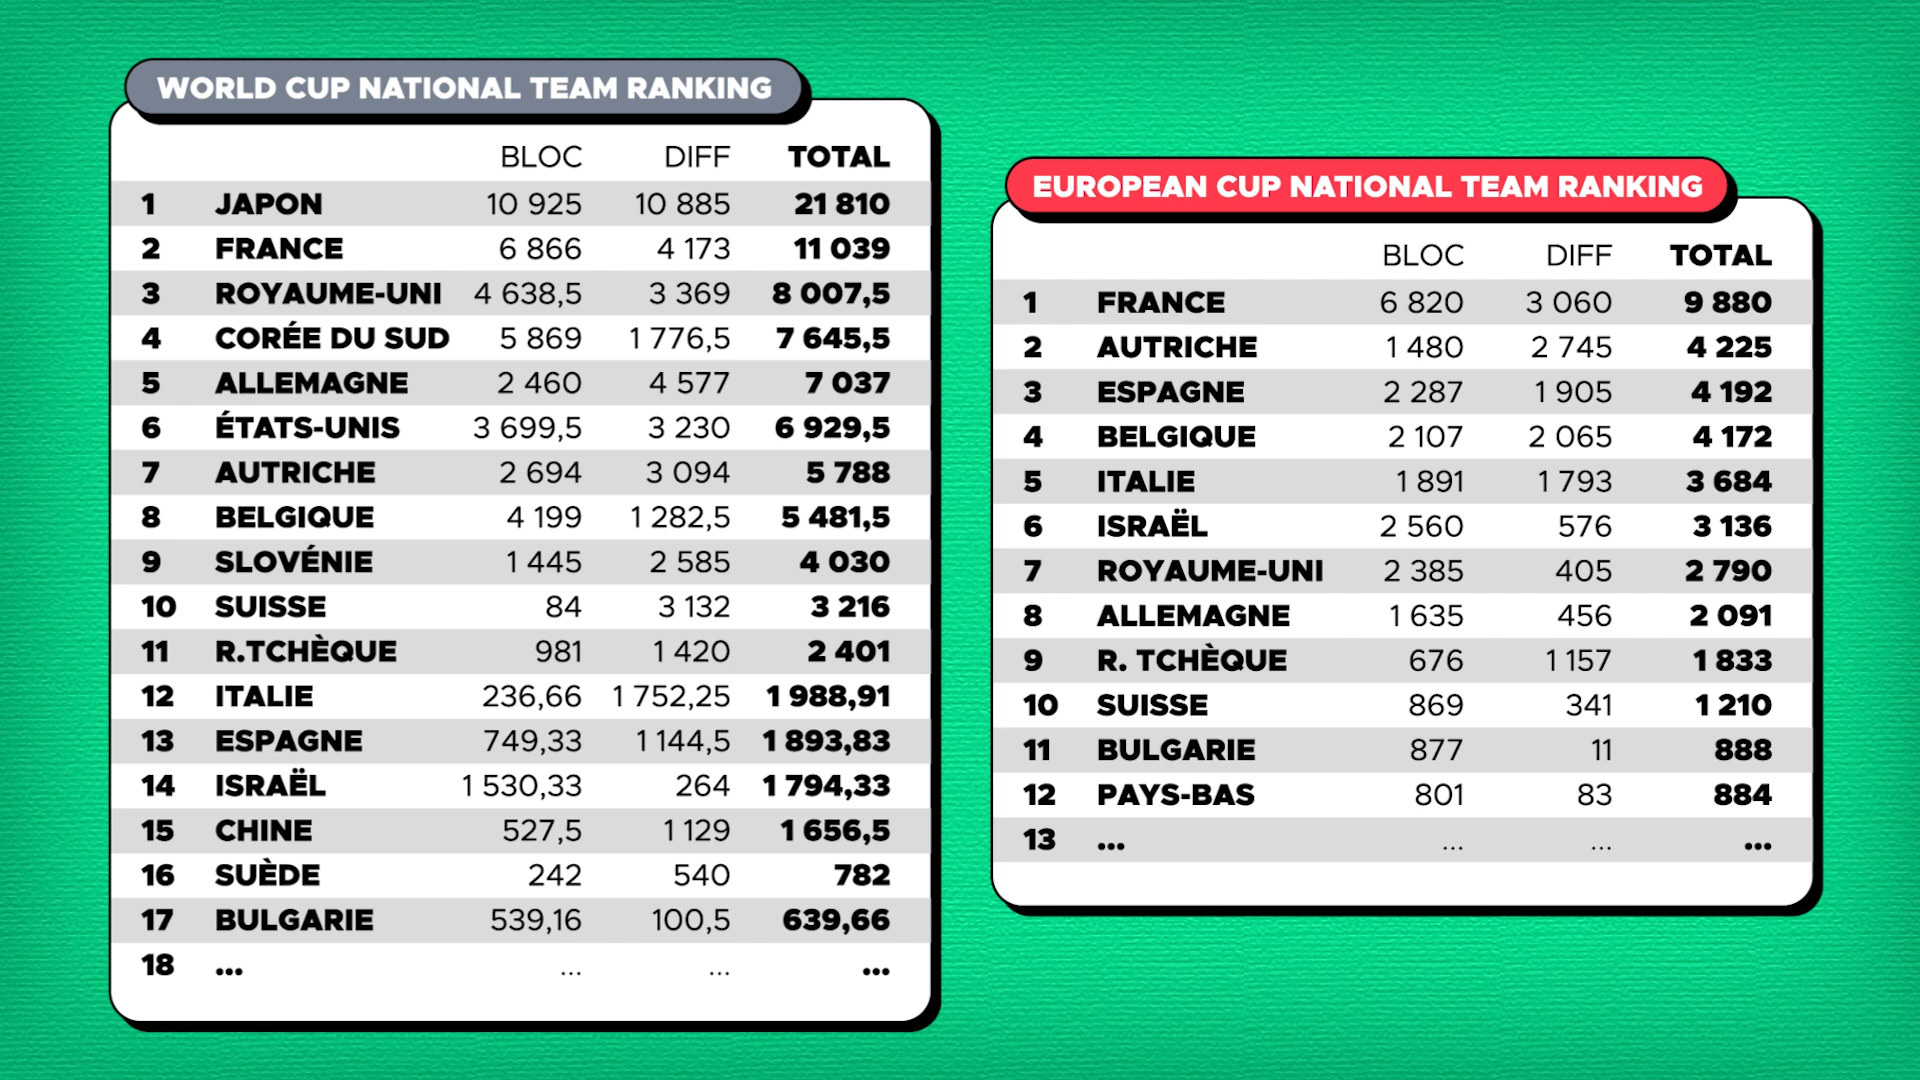 WORLD CUP NATIONAL TEAM RANKING
BLOC DIFF TOTAL
1 JAPON 10 925 10 885 21 810
2 FRANCE 6 866 4 173 11 039
3 ROYAUME-UNI 4 638,5 3 369 8 007,5
4 CORÉE DU SUD 5 869 1 776,5 7 645,5
5 ALLEMAGNE 2 460 4 577 7 037
6 ÉTATS-UNIS 3 699,5 3 230 6 929,5
7 AUTRICHE 2 694 3 094 5 788
8 BELGIQUE 4 199 1 282,5 5 481,5
9 SLOVÉNIE 1 445 2 585 4 030
10 SUISSE 84 3 132 3 216
11 R.TCHÈQUE 981 1 420 2 401
12 ITALIE 236,66 1 752,25 1 988,91
13 ESPAGNE 749,33 1 144,5 1 893,83
14 ISRAËL 1 530,33 264 1 794,33
15 CHINE 527,5 1 129 1 656,5
16 SUÈDE 242 540 782
17 BULGARIE 539,16 100,5 639,66
18 ... ... ... ...
EUROPEAN CUP NATIONAL TEAM RANKING
BLOC DIFF TOTAL
1 FRANCE 6 820 3 060 9 880
2 AUTRICHE 1 480 2 745 4 225
3 ESPAGNE 2 287 1 905 4 192
4 BELGIQUE 2 107 2 065 4 172
5 ITALIE 1 891 1 793 3 684
6 ISRAËL 2 560 576 3 136
7 ROYAUME-UNI 2 385 405 2 790
8 ALLEMAGNE 1 635 456 2 091
9 R. TCHÈQUE 676 1 157 1 833
10 SUISSE 869 341 1 210
11 BULGARIE 877 11 888
12 PAYS-BAS 801 83 884
13 ... ... ... ...